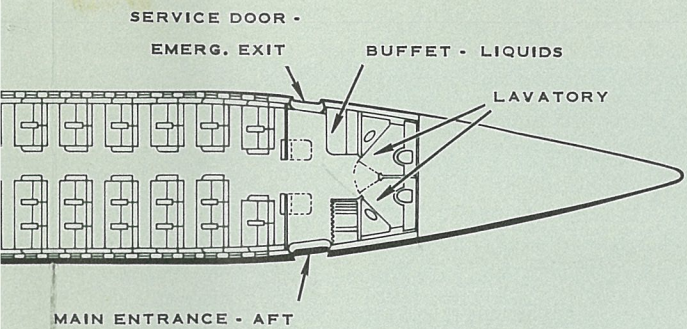 SERVICE DOOR -
EMERG. EXIT
BUFFET - LIQUIDS
LAVATORY
MAIN ENTRANCE - AFT